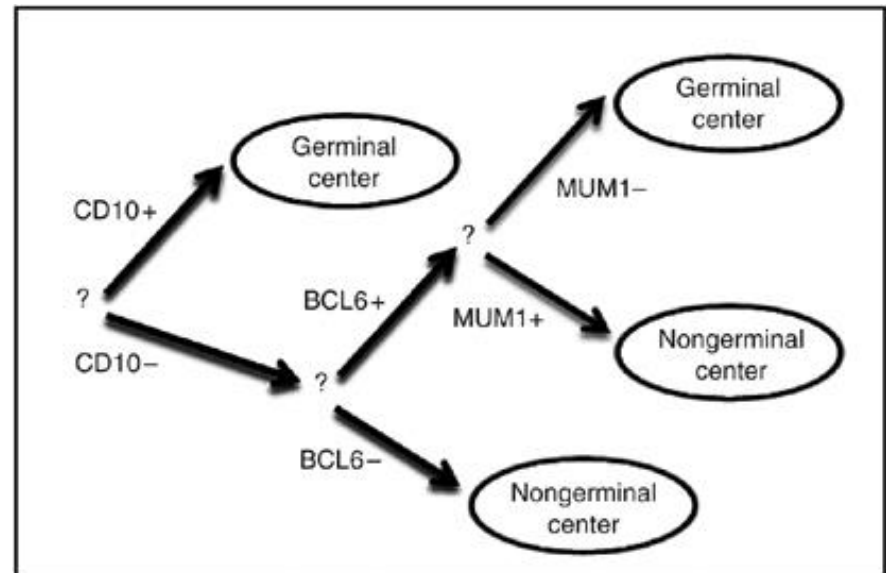 Germinal
center
Germinal
center
CD10+
MUM1−
?
?
BCL6+
MUM1+
CD10−
Nongerminal
center
?
BCL6−
Nongerminal
center